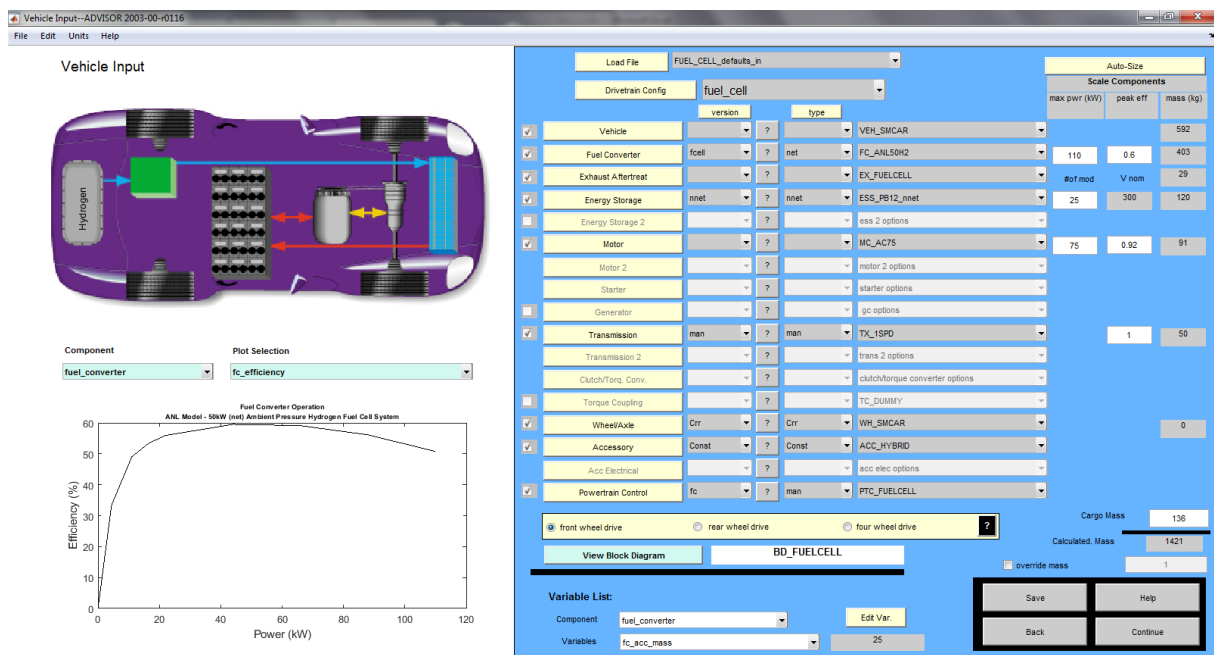 Vehicle Input--ADVISOR 2003-00-r0116
File Edit Units Help
Vehicle Input
Hydrogen
Component Plot Selection
fuel_converter fc_efficiency
Fuel Converter Operation
ANL Model - 50kW (net) Ambient Pressure Hydrogen Fuel Cell System
Efficiency (%)
60
50
40
30
20
10
0
0 20 40 60 80 100 120
Power (kW)
Load File FUEL_CELL_defaults_in
Auto-Size
Drivetrain Config fuel_cell
Scale Components
version type max pwr (kW) peak eff mass (kg)
Vehicle ? VEH_SMCAR 592
Fuel Converter fcell ? net FC_ANL50H2 110 0.6 403
Exhaust Aftertreat ? EX_FUELCELL #of mod V nom 29
Energy Storage nnet ? nnet ESS_PB12_nnet 25 300 120
Energy Storage 2 ? ess 2 options
Motor ? MC_AC75 75 0.92 91
Motor 2 ? motor 2 options
Starter ? starter options
Generator ? gc options
Transmission man ? man TX_1SPD 1 50
Transmission 2 ? trans 2 options
Clutch/Torq. Conv. ? clutch/torque converter options
Torque Coupling ? TC_DUMMY
Wheel/Axle Crr ? Crr WH_SMCAR 0
Accessory Const ? Const ACC_HYBRID
Acc Electrical ? acc elec options
Powertrain Control fc ? man PTC_FUELCELL
front wheel drive rear wheel drive four wheel drive ?
Cargo Mass 136
View Block Diagram BD_FUELCELL
Calculated. Mass 1421
override mass 1
Variable List:
Component fuel_converter Edit Var.
Variables fc_acc_mass 25
Save Help
Back Continue